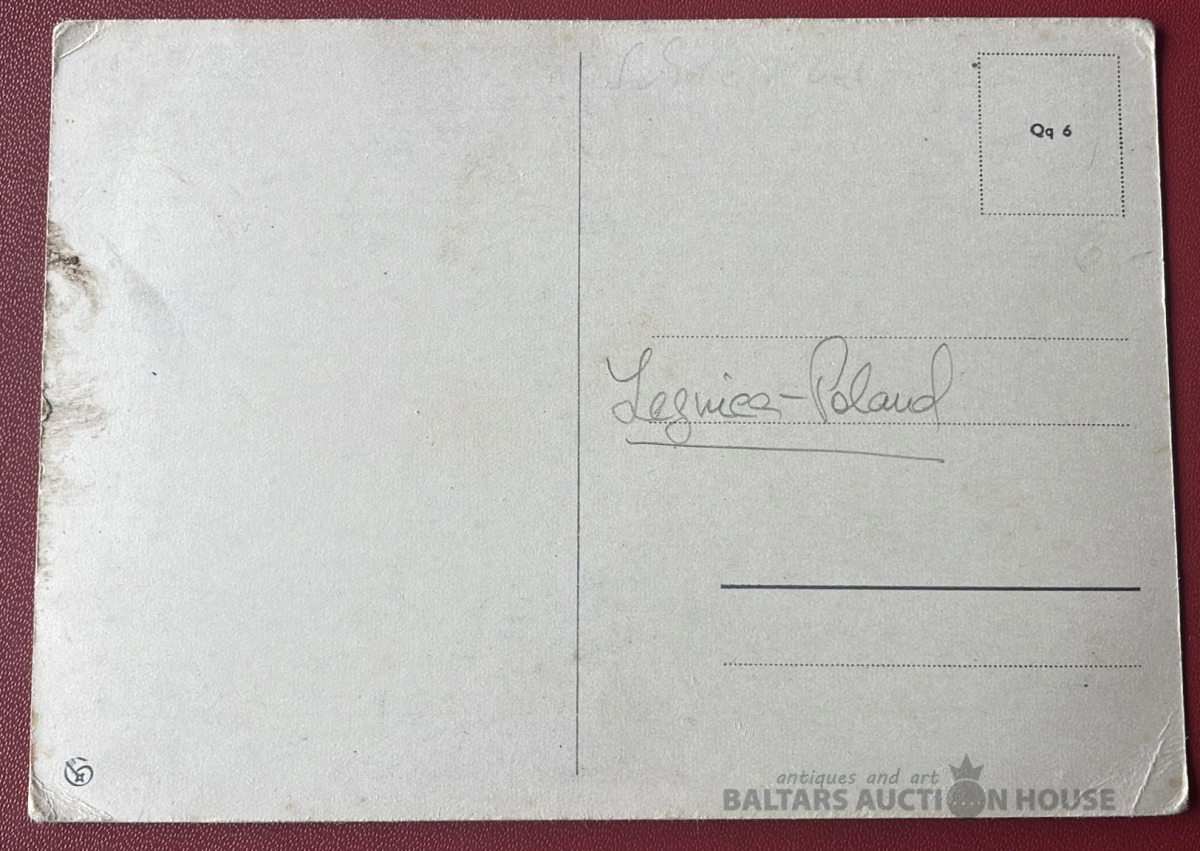 Qq 6
Legnica - Poland
antiques and art
BALTARS AUCTION HOUSE